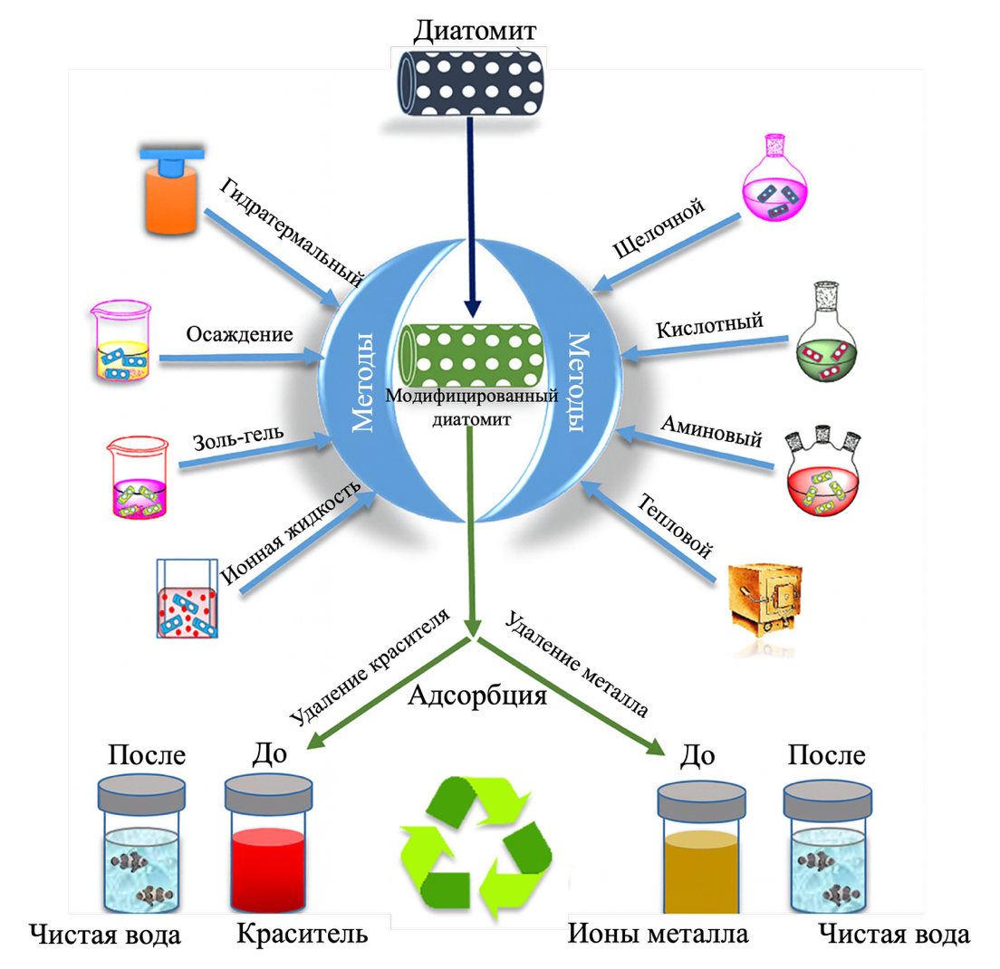 Диатомит
Гидратермальный
Щелочной
Осаждение
Кислотный
Методы
Методы
Модифицированный
диатомит
Золь-гель
Аминовый
Ионная жидкость
Тепловой
Удаление красителя
Удаление металла
Адсорбция
После
До
До
После
Чистая вода
Краситель
Ионы металла
Чистая вода